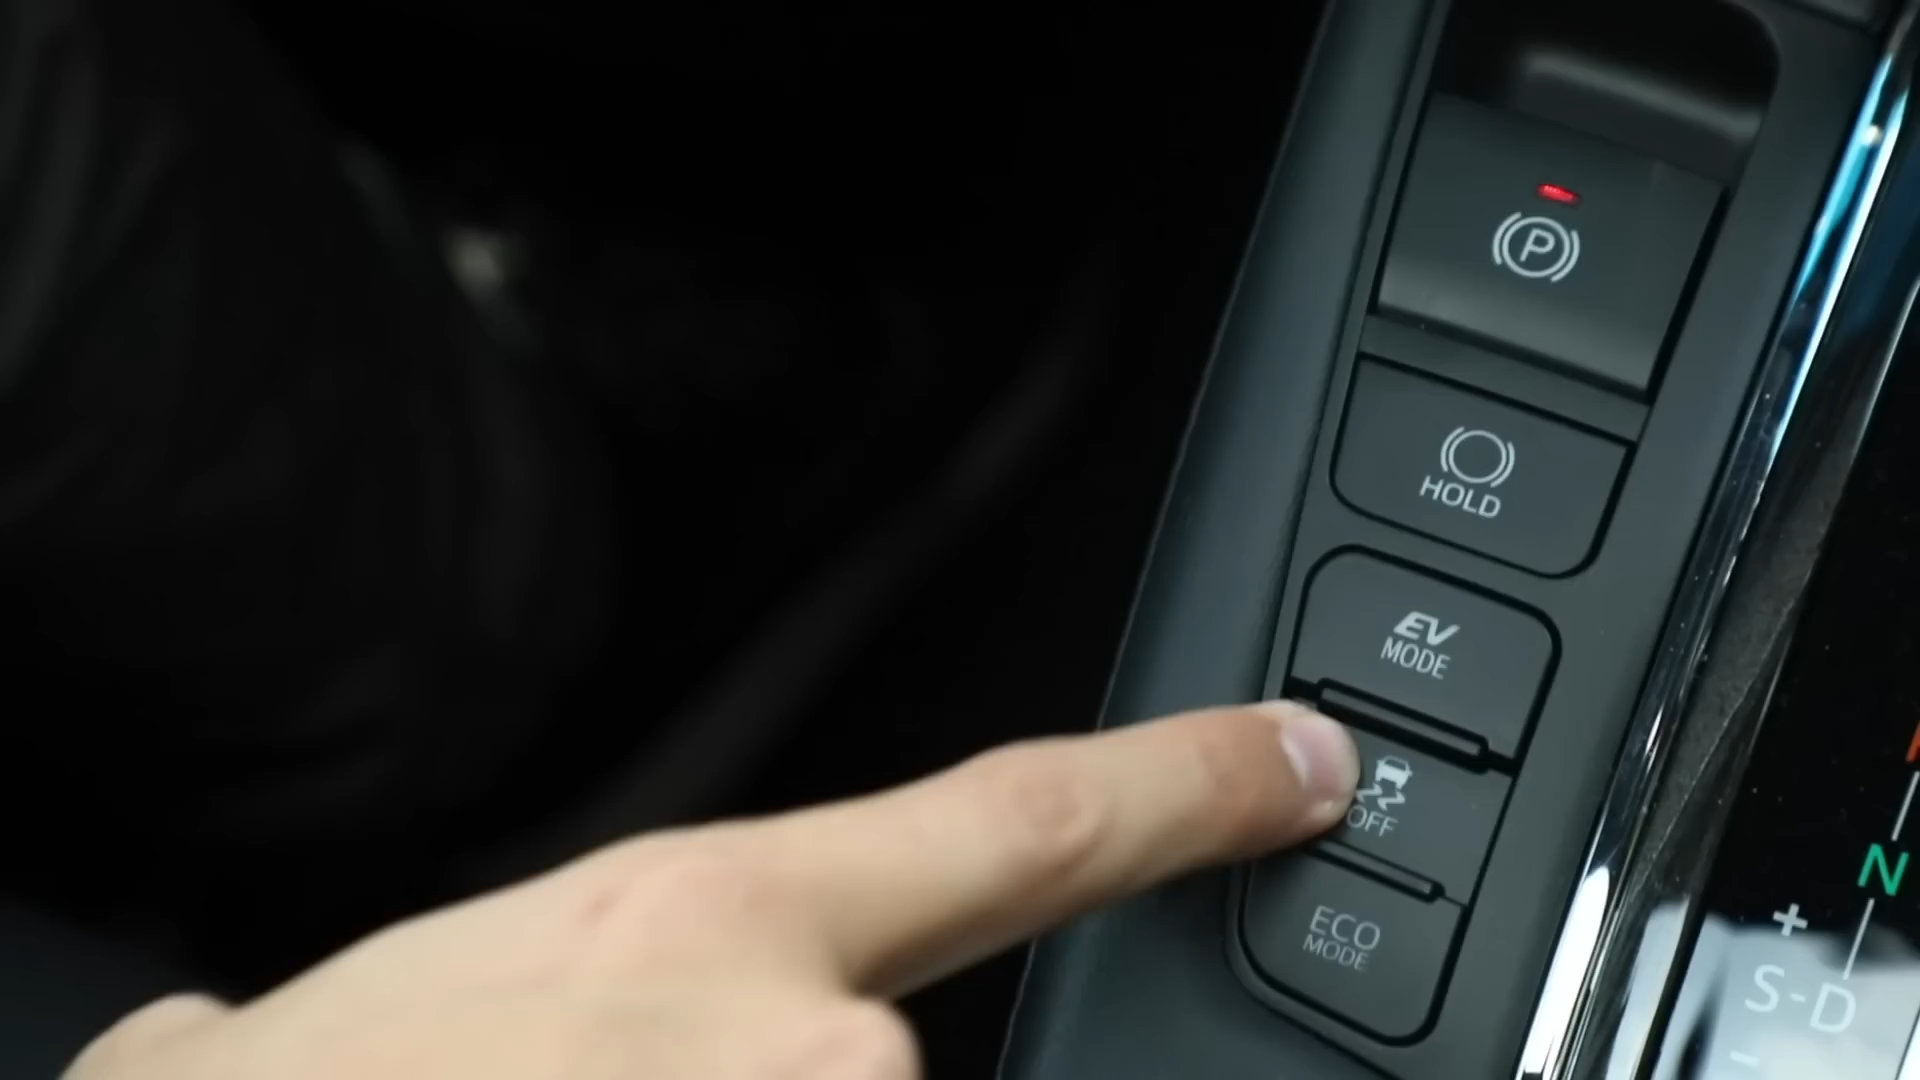 P
HOLD
EV
MODE
OFF
ECO
MODE
N
+
S-D
-